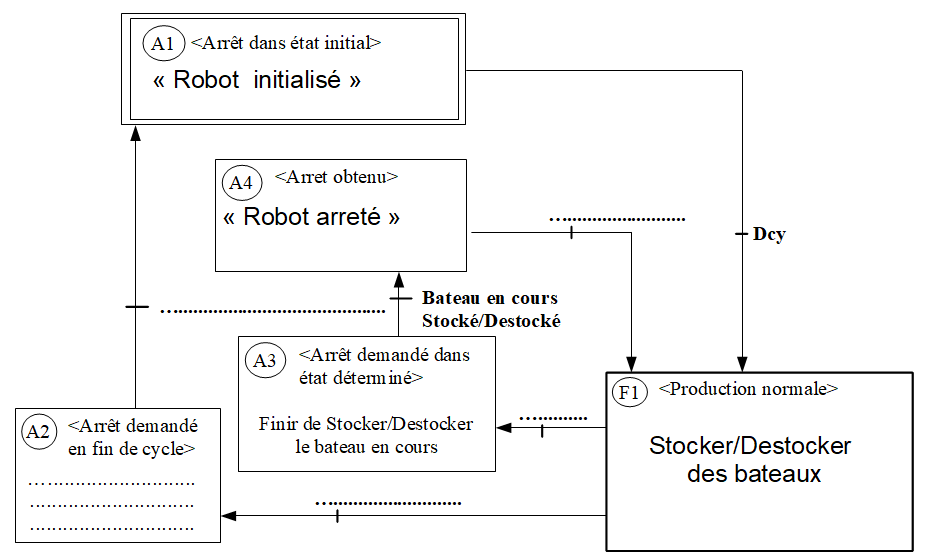 A1 <Arrêt dans état initial>
« Robot initialisé »
A4 <Arret obtenu>
« Robot arreté »
….......................
Dcy
Bateau en cours
Stocké/Destocké
….........................................
A3 <Arrêt demandé dans
état déterminé>
Finir de Stocker/Destocker
le bateau en cours
F1 <Production normale>
Stocker/Destocker
des bateaux
….........
A2 <Arrêt demandé
en fin de cycle>
….........................
.............................
.............................
….........................